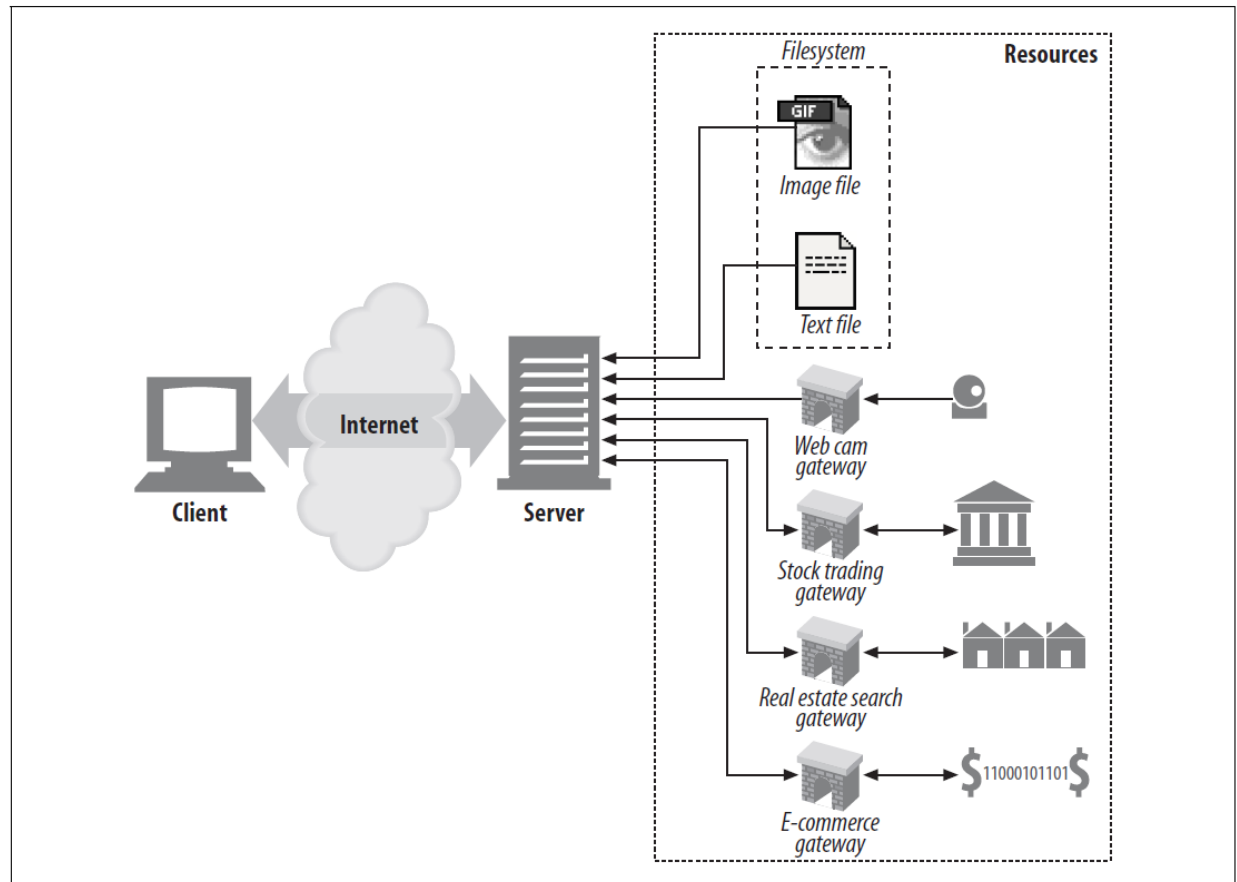 Filesystem
Resources
GIF
Image file
Text file
Internet
Client
Server
Web cam
gateway
Stock trading
gateway
Real estate search
gateway
$11000101101$
E-commerce
gateway